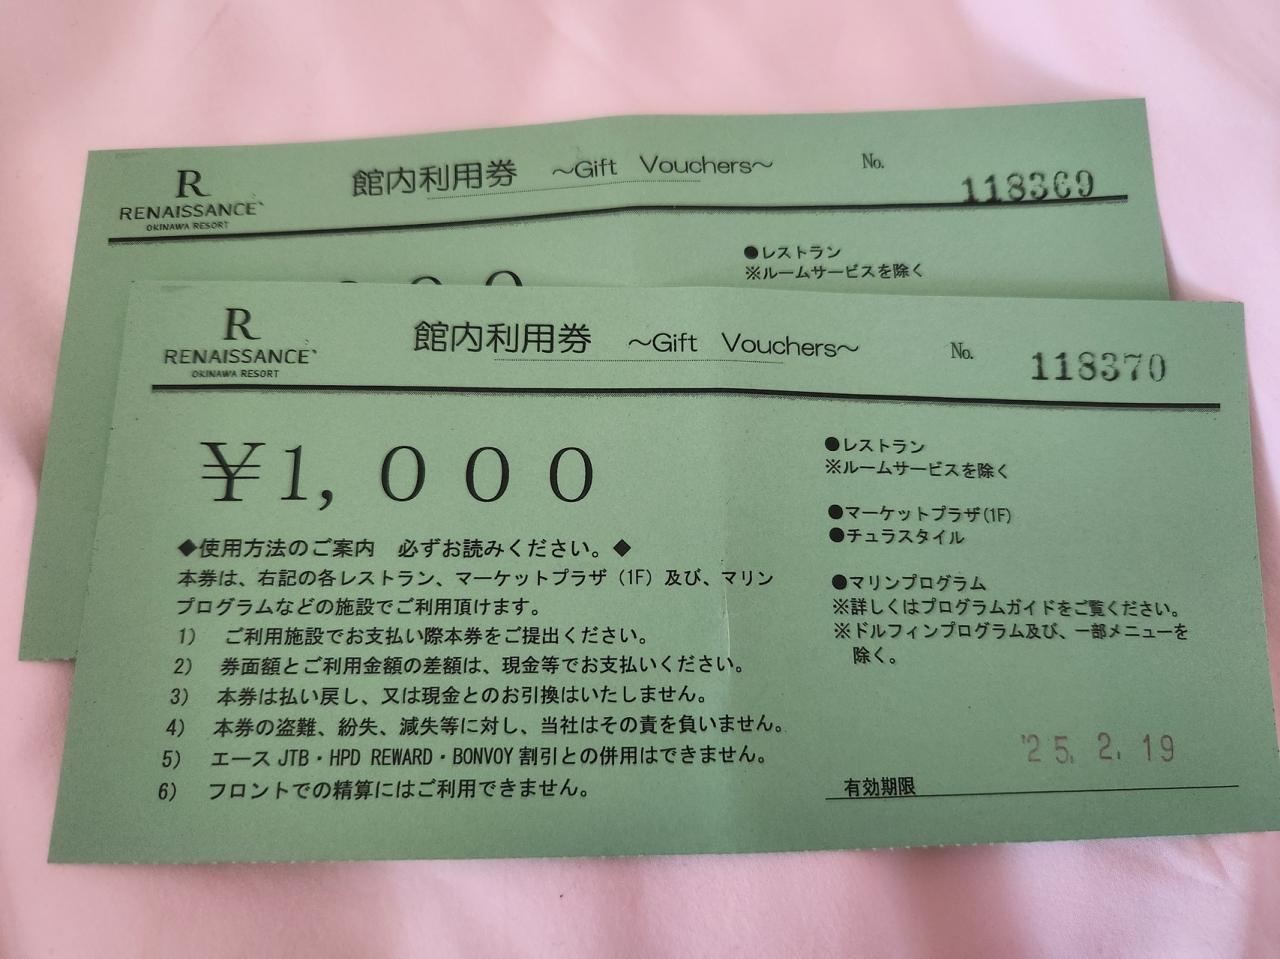 R
RENAISSANCE
OKINAWA RESORT
館内利用券 ～Gift Vouchers～ No. 118369
●レストラン
※ルームサービスを除く
R
RENAISSANCE
OKINAWA RESORT
館内利用券 ～Gift Vouchers～ No. 118370
¥1,000
◆使用方法のご案内 必ずお読みください。◆
本券は、右記の各レストラン、マーケットプラザ（1F）及び、マリン
プログラムなどの施設でご利用頂けます。
1） ご利用施設でお支払い際本券をご提出ください。
2） 券面額とご利用金額の差額は、現金等でお支払いください。
3） 本券は払い戻し、又は現金とのお引換はいたしません。
4） 本券の盗難、紛失、減失等に対し、当社はその責を負いません。
5） エース JTB・HPD REWARD・BONVOY 割引との併用はできません。
6） フロントでの精算にはご利用できません。
●レストラン
※ルームサービスを除く
●マーケットプラザ(1F)
●チュラスタイル
●マリンプログラム
※詳しくはプログラムガイドをご覧ください。
※ドルフィンプログラム及び、一部メニューを
除く。
'25. 2. 19
有効期限